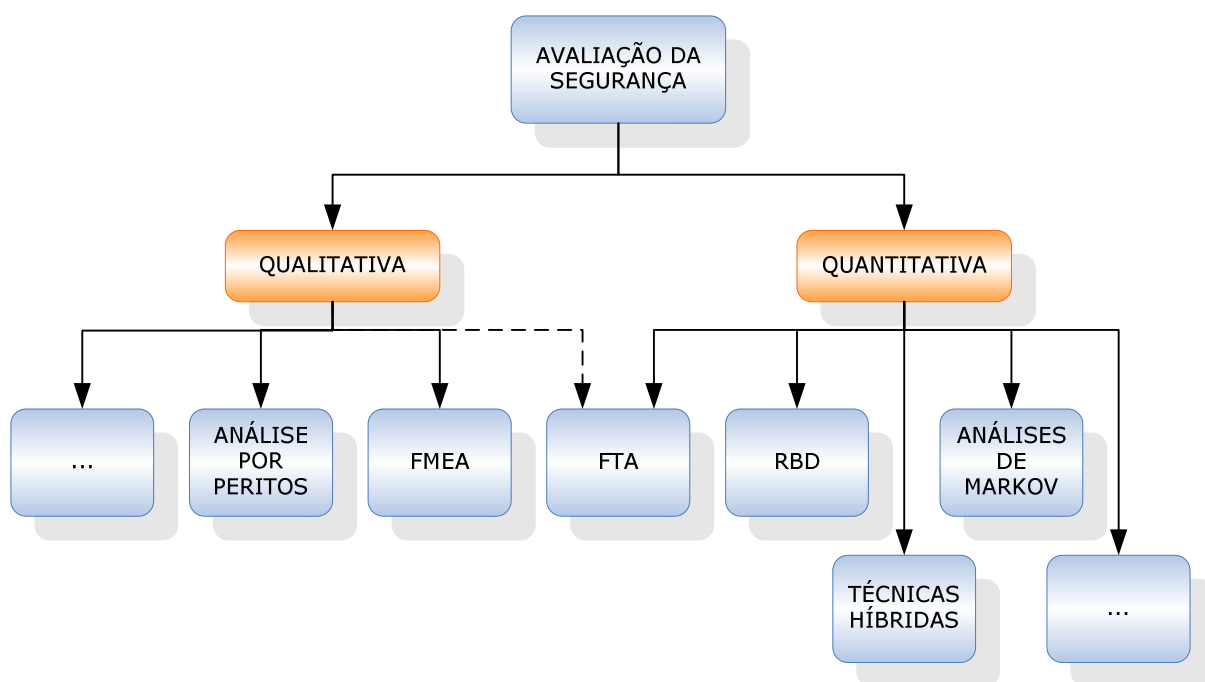 AVALIAÇÃO DA
SEGURANÇA
QUALITATIVA
QUANTITATIVA
...
ANÁLISE
POR
PERITOS
FMEA
FTA
RBD
ANÁLISES
DE
MARKOV
TÉCNICAS
HÍBRIDAS
...